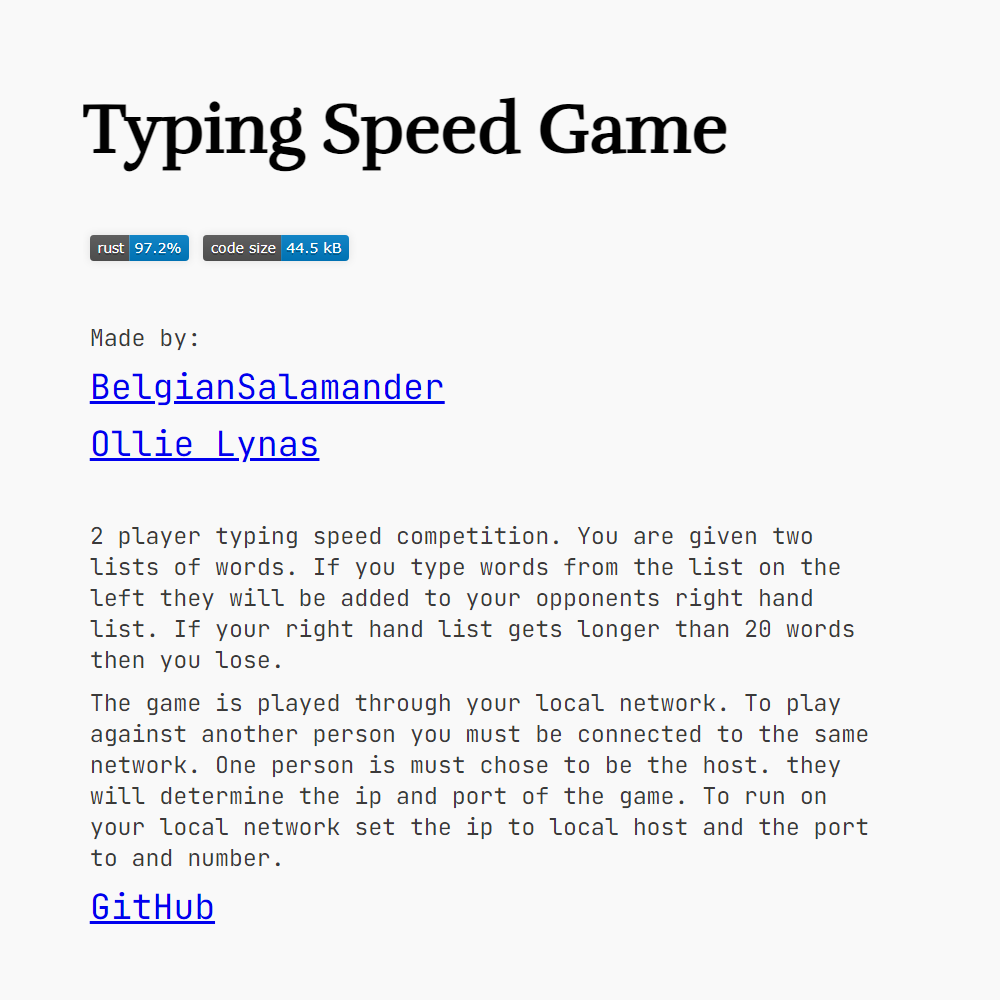 Typing Speed Game
rust 97.2% code size 44.5 kB
Made by:
BelgianSalamander
Ollie Lynas
2 player typing speed competition. You are given two
lists of words. If you type words from the list on the
left they will be added to your opponents right hand
list. If your right hand list gets longer than 20 words
then you lose.
The game is played through your local network. To play
against another person you must be connected to the same
network. One person is must chose to be the host. they
will determine the ip and port of the game. To run on
your local network set the ip to local host and the port
to and number.
GitHub